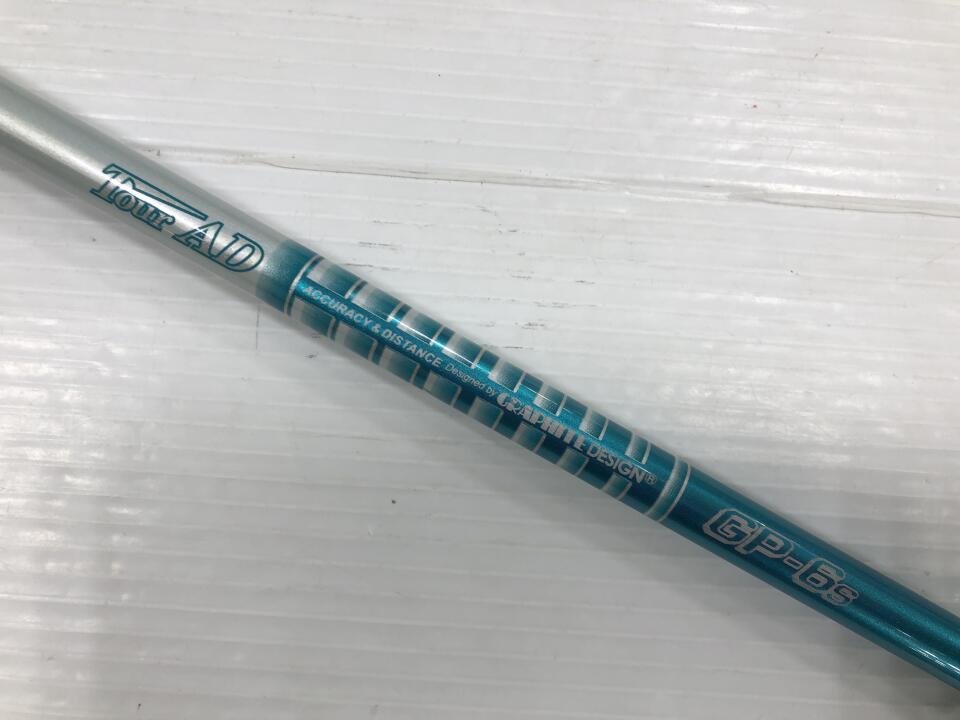 Tour AD
ACCURACY & DISTANCE Designed by GRAPHITE DESIGN®
GP-6s